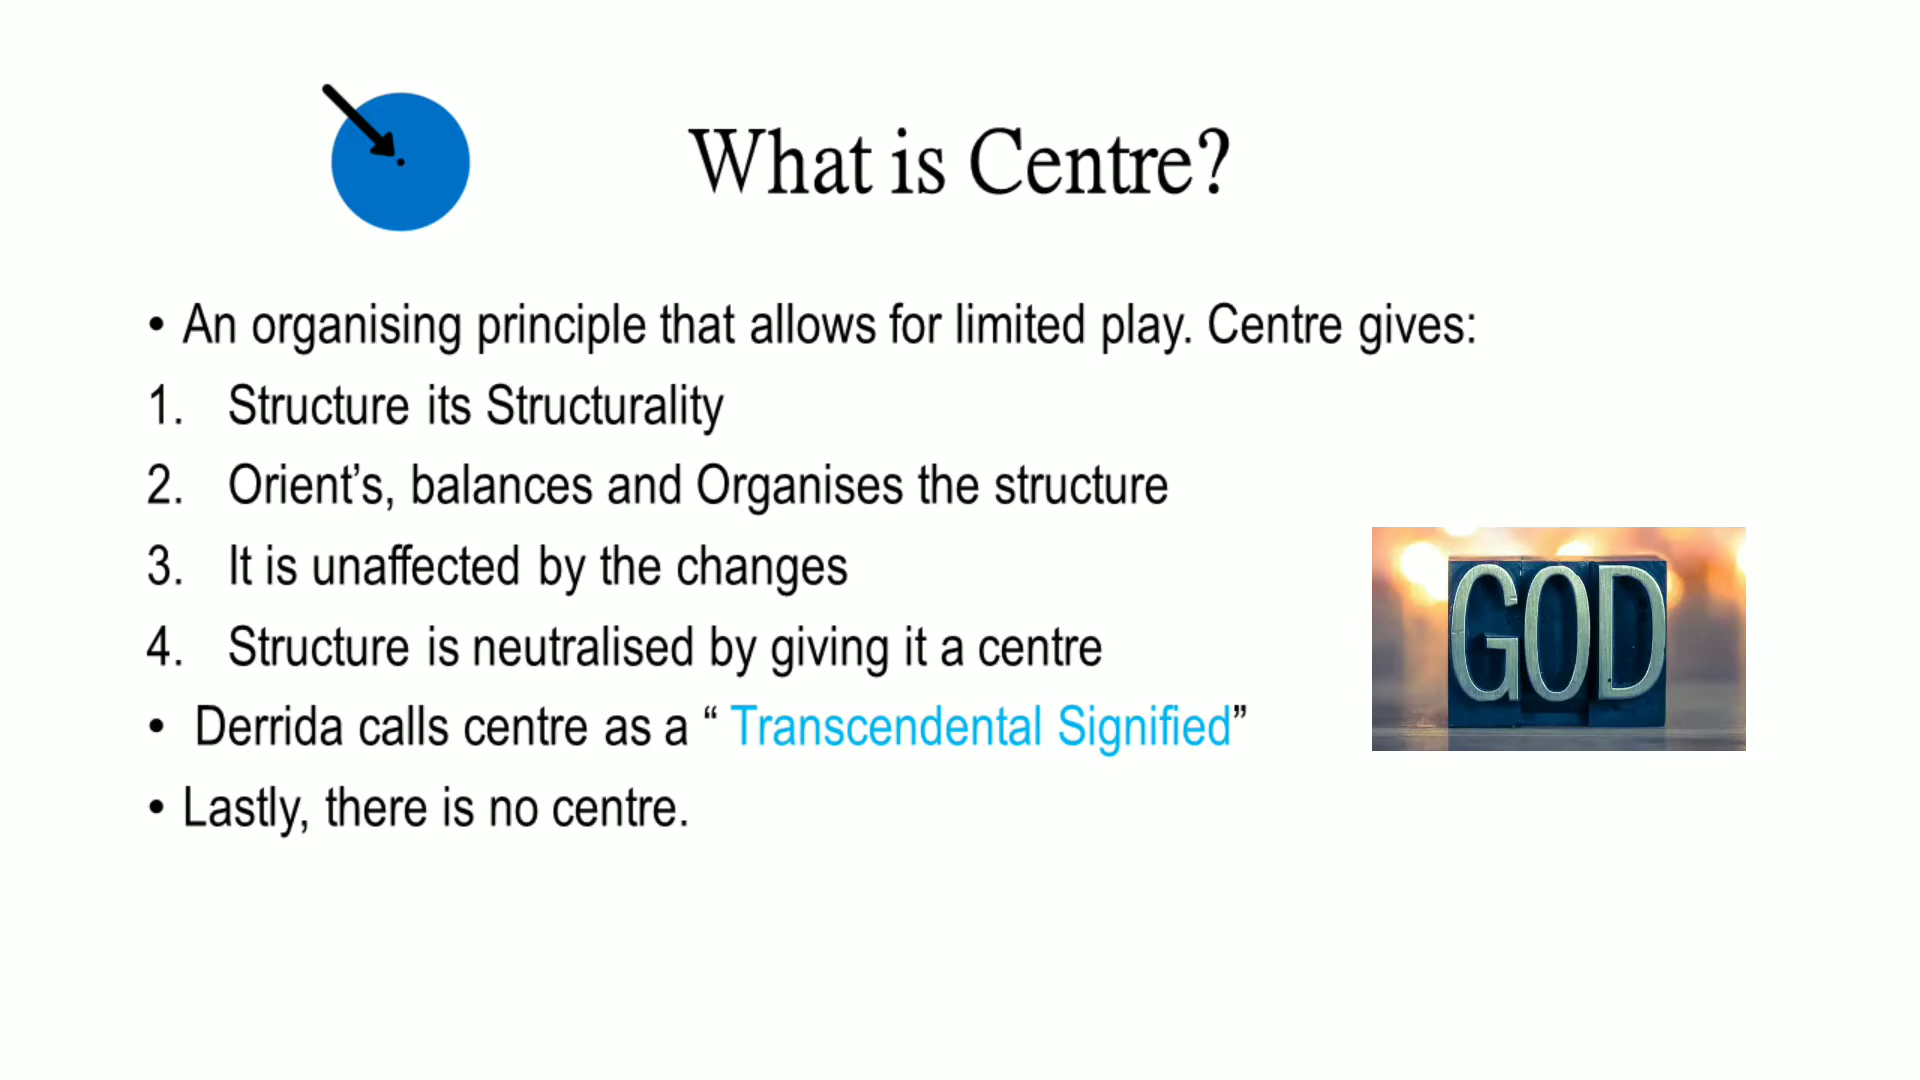 What is Centre?
• An organising principle that allows for limited play. Centre gives:
1. Structure its Structurality
2. Orient’s, balances and Organises the structure
3. It is unaffected by the changes
4. Structure is neutralised by giving it a centre
• Derrida calls centre as a “ Transcendental Signified”
• Lastly, there is no centre.
GOD